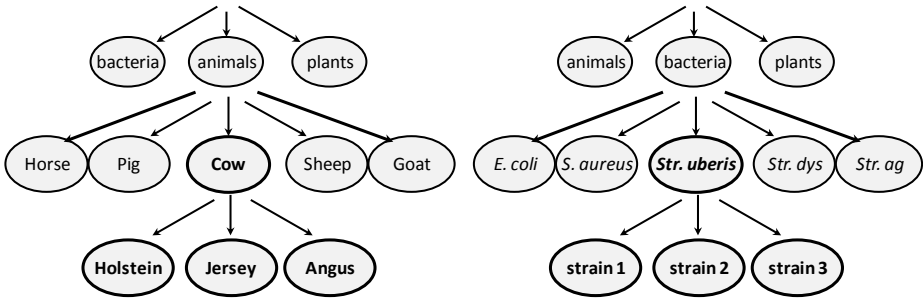 bacteria animals plants
Horse Pig Cow Sheep Goat
Holstein Jersey Angus
animals bacteria plants
E. coli S. aureus Str. uberis Str. dys Str. ag
strain 1 strain 2 strain 3